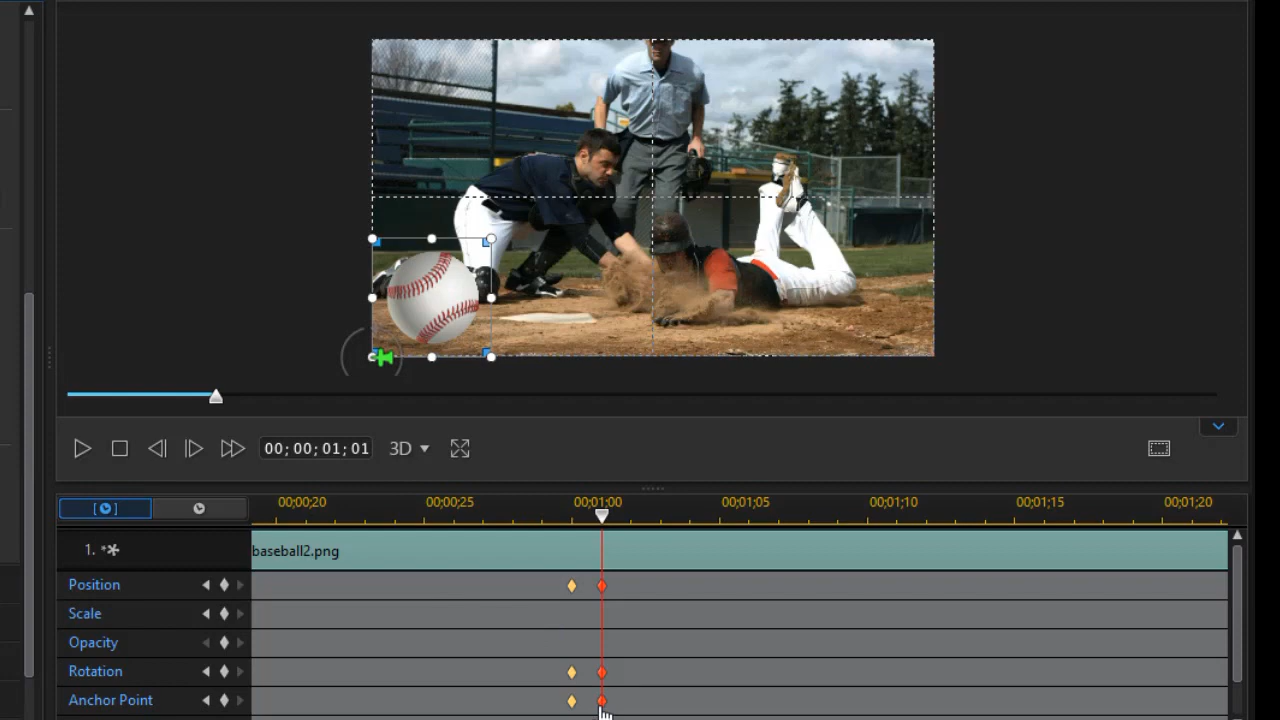 00;00;01;01
3D
00;00;20
00;00;25
00;01;00
00;01;05
00;01;10
00;01;15
00;01;20
1. *
baseball2.png
Position
Scale
Opacity
Rotation
Anchor Point